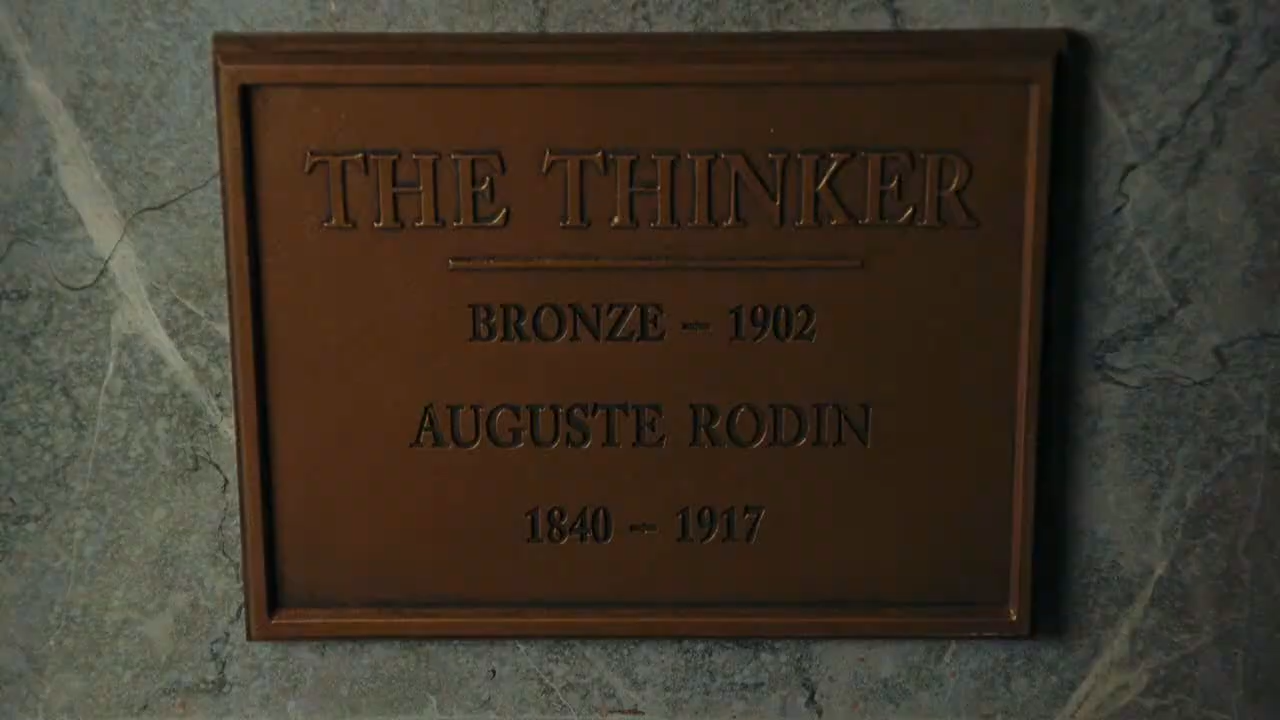 THE THINKER
BRONZE – 1902
AUGUSTE RODIN
1840 – 1917